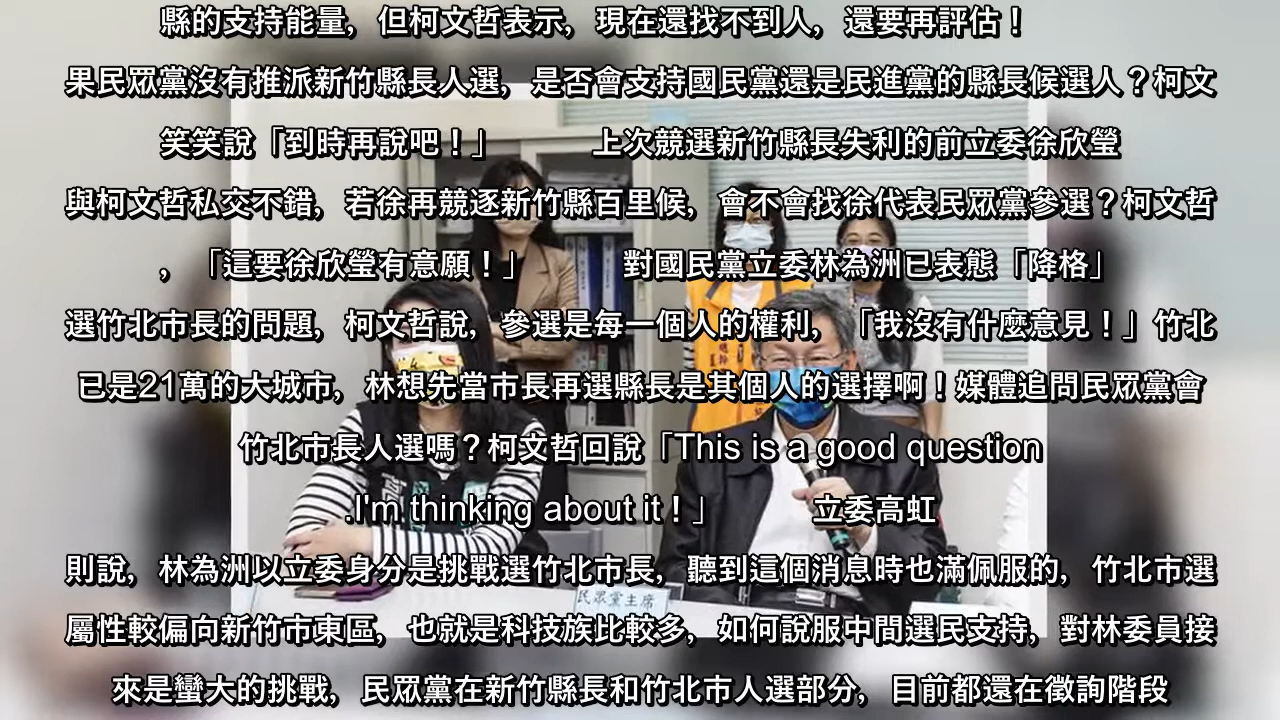 縣的支持能量，但柯文哲表示，現在還找不到人，還要再評估！
果民眾黨沒有推派新竹縣長人選，是否會支持國民黨還是民進黨的縣長候選人？柯文
笑笑說「到時再說吧！」 上次競選新竹縣長失利的前立委徐欣瑩
與柯文哲私交不錯，若徐再競逐新竹縣百里候，會不會找徐代表民眾黨參選？柯文哲
，「這要徐欣瑩有意願！」 對國民黨立委林為洲已表態「降格」
選竹北市長的問題，柯文哲說，參選是每一個人的權利，「我沒有什麼意見！」竹北
已是21萬的大城市，林想先當市長再選縣長是其個人的選擇啊！媒體追問民眾黨會
竹北市長人選嗎？柯文哲回說「This is a good question
.I'm thinking about it！」 立委高虹
則說，林為洲以立委身分是挑戰選竹北市長，聽到這個消息時也滿佩服的，竹北市選
民眾黨主席
屬性較偏向新竹市東區，也就是科技族比較多，如何說服中間選民支持，對林委員接
來是蠻大的挑戰，民眾黨在新竹縣長和竹北市人選部分，目前都還在徵詢階段